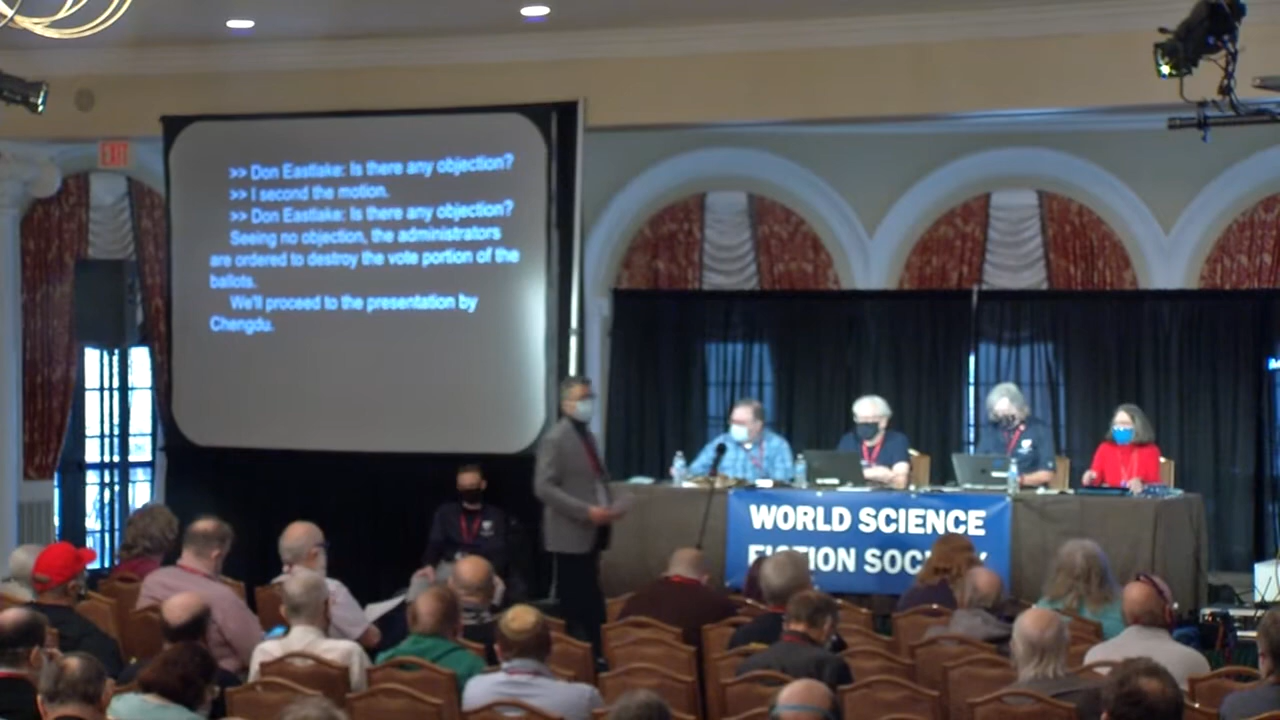 EXIT
>> Don Eastlake: Is there any objection?
>> I second the motion.
>> Don Eastlake: Is there any objection?
Seeing no objection, the administrators
are ordered to destroy the vote portion of the
ballots.
We'll proceed to the presentation by
Chengdu.
WORLD SCIENCE
FICTION SOCIETY